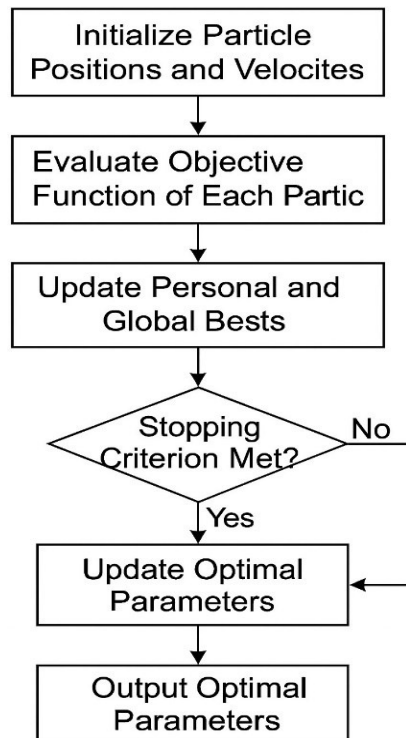 Initialize Particle
Positions and Velocites
Evaluate Objective
Function of Each Partic
Update Personal and
Global Bests
Stopping
Criterion Met?
No
Yes
Update Optimal
Parameters
Output Optimal
Parameters